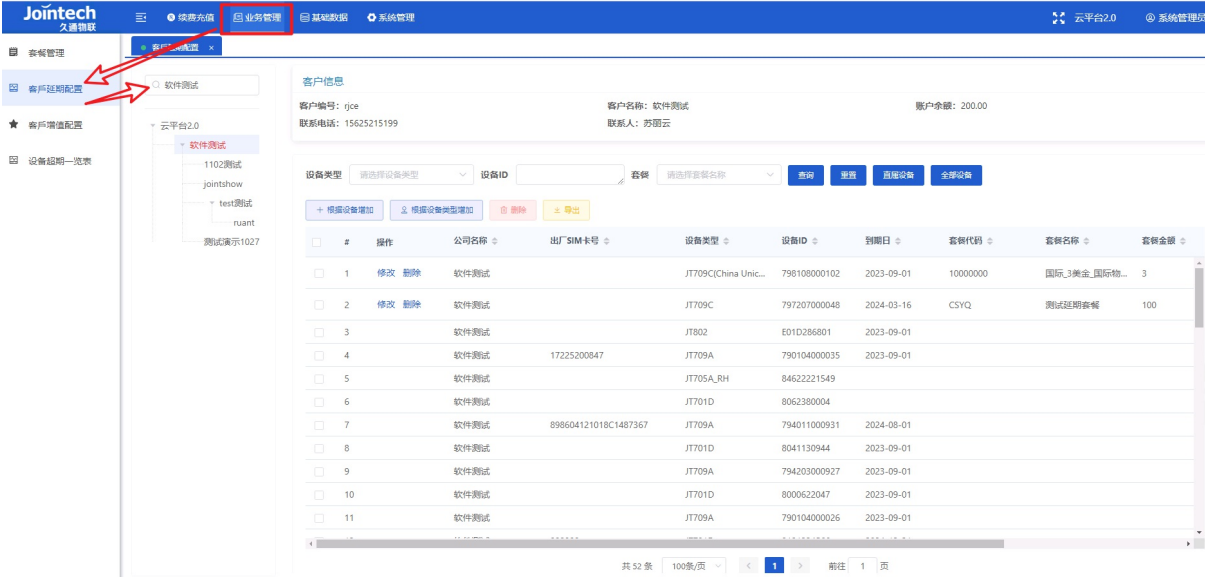 Jointech
久通物联
续费充值 业务管理 基础数据 系统管理 云平台2.0 系统管理员
套餐管理
客戶延期配置
客戶增值配置
设备超期一览表
软件测试
云平台2.0
软件测试
1102测试
jointshow
test测试
ruant
测试演示1027
客户信息
客户编号：rjce 客户名称：软件测试 账户余额：200.00
联系电话：15625215199 联系人：苏丽云
设备类型 请选择设备类型 设备ID 套餐 请选择套餐名称 查询 重置 直属设备 全部设备
+ 根据设备增加 根据设备类型增加 删除 导出
# 操作 公司名称 出厂SIM卡号 设备类型 设备ID 到期日 套餐代码 套餐名称 套餐金额
1 修改 删除 软件测试 JT709C(China Unic... 798108000102 2023-09-01 10000000 国际_3美金_国际物... 3
2 修改 删除 软件测试 JT709C 797207000048 2024-03-16 CSYQ 测试延期套餐 100
3 软件测试 JT802 E01D286801 2023-09-01
4 软件测试 17225200847 JT709A 790104000035 2023-09-01
5 软件测试 JT705A_RH 84622221549
6 软件测试 JT701D 8062380004
7 软件测试 898604121018C1487367 JT709A 794011000931 2024-08-01
8 软件测试 JT701D 8041130944 2023-09-01
9 软件测试 JT709A 794203000927 2023-09-01
10 软件测试 JT701D 8000622047 2023-09-01
11 软件测试 JT709A 790104000026 2023-09-01
共 52 条 100条/页 < 1 > 前往 1 页